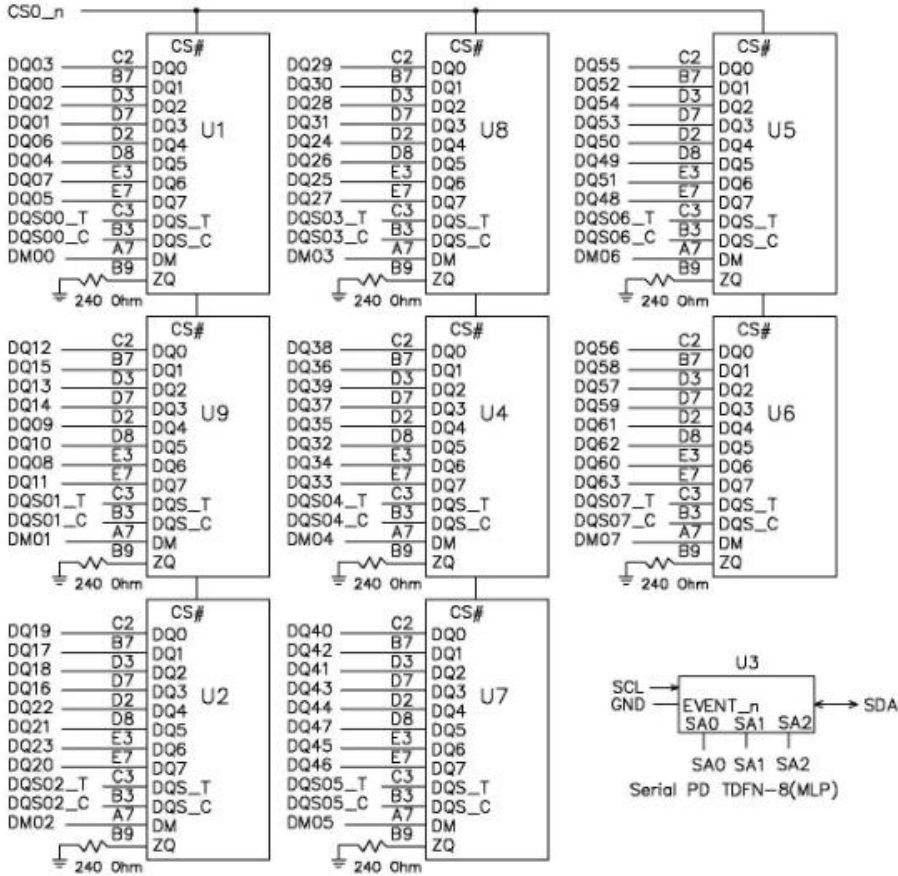 CS0_n
CS#
DQ03 C2 DQ0
DQ00 B7 DQ1
DQ02 D3 DQ2
DQ01 D7 DQ3 U1
DQ06 D2 DQ4
DQ04 D8 DQ5
DQ07 E3 DQ6
DQ05 E7 DQ7
DQS00_T C3 DQS_T
DQS00_C B3 DQS_C
DM00 A7 DM
B9 ZQ
240 Ohm
CS#
DQ29 C2 DQ0
DQ30 B7 DQ1
DQ28 D3 DQ2
DQ31 D7 DQ3 U8
DQ24 D2 DQ4
DQ26 D8 DQ5
DQ25 E3 DQ6
DQ27 E7 DQ7
DQS03_T C3 DQS_T
DQS03_C B3 DQS_C
DM03 A7 DM
B9 ZQ
240 Ohm
CS#
DQ55 C2 DQ0
DQ52 B7 DQ1
DQ54 D3 DQ2
DQ53 D7 DQ3 U5
DQ50 D2 DQ4
DQ49 D8 DQ5
DQ51 E3 DQ6
DQ48 E7 DQ7
DQS06_T C3 DQS_T
DQS06_C B3 DQS_C
DM06 A7 DM
B9 ZQ
240 Ohm
CS#
DQ12 C2 DQ0
DQ15 B7 DQ1
DQ13 D3 DQ2
DQ14 D7 DQ3 U9
DQ09 D2 DQ4
DQ10 D8 DQ5
DQ08 E3 DQ6
DQ11 E7 DQ7
DQS01_T C3 DQS_T
DQS01_C B3 DQS_C
DM01 A7 DM
B9 ZQ
240 Ohm
CS#
DQ38 C2 DQ0
DQ36 B7 DQ1
DQ39 D3 DQ2
DQ37 D7 DQ3 U4
DQ35 D2 DQ4
DQ32 D8 DQ5
DQ34 E3 DQ6
DQ33 E7 DQ7
DQS04_T C3 DQS_T
DQS04_C B3 DQS_C
DM04 A7 DM
B9 ZQ
240 Ohm
CS#
DQ56 C2 DQ0
DQ58 B7 DQ1
DQ57 D3 DQ2
DQ59 D7 DQ3 U6
DQ61 D2 DQ4
DQ62 D8 DQ5
DQ60 E3 DQ6
DQ63 E7 DQ7
DQS07_T C3 DQS_T
DQS07_C B3 DQS_C
DM07 A7 DM
B9 ZQ
240 Ohm
CS#
DQ19 C2 DQ0
DQ17 B7 DQ1
DQ18 D3 DQ2
DQ16 D7 DQ3 U2
DQ22 D2 DQ4
DQ21 D8 DQ5
DQ23 E3 DQ6
DQ20 E7 DQ7
DQS02_T C3 DQS_T
DQS02_C B3 DQS_C
DM02 A7 DM
B9 ZQ
240 Ohm
CS#
DQ40 C2 DQ0
DQ42 B7 DQ1
DQ41 D3 DQ2
DQ43 D7 DQ3 U7
DQ44 D2 DQ4
DQ47 D8 DQ5
DQ45 E3 DQ6
DQ46 E7 DQ7
DQS05_T C3 DQS_T
DQS05_C B3 DQS_C
DM05 A7 DM
B9 ZQ
240 Ohm
U3
SCL
GND EVENT_n SDA
SA0 SA1 SA2
SA0 SA1 SA2
Serial PD TDFN-8(MLP)